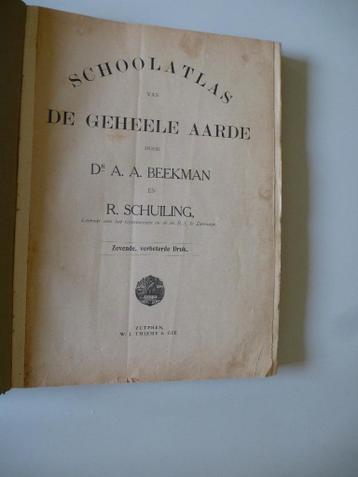 SCHOOLATLAS
VAN
DE GEHEELE AARDE
DOOR
Dr A. A. BEEKMAN
EN
R. SCHUILING,
Zevende, verbeterde Druk.
ZUTPHEN,
W. J. THIEME & CIE.